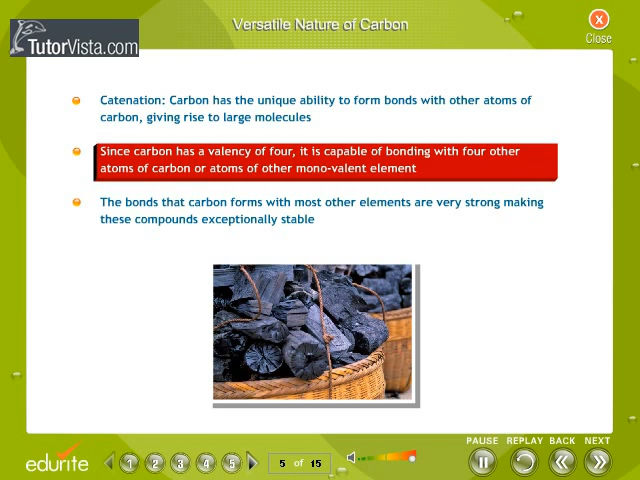 Versatile Nature of Carbon
X
Close
TutorVista.com
Catenation: Carbon has the unique ability to form bonds with other atoms of
carbon, giving rise to large molecules
Since carbon has a valency of four, it is capable of bonding with four other
atoms of carbon or atoms of other mono-valent element
The bonds that carbon forms with most other elements are very strong making
these compounds exceptionally stable
PAUSE REPLAY BACK NEXT
edurite
1 2 3 4 5
5 of 15